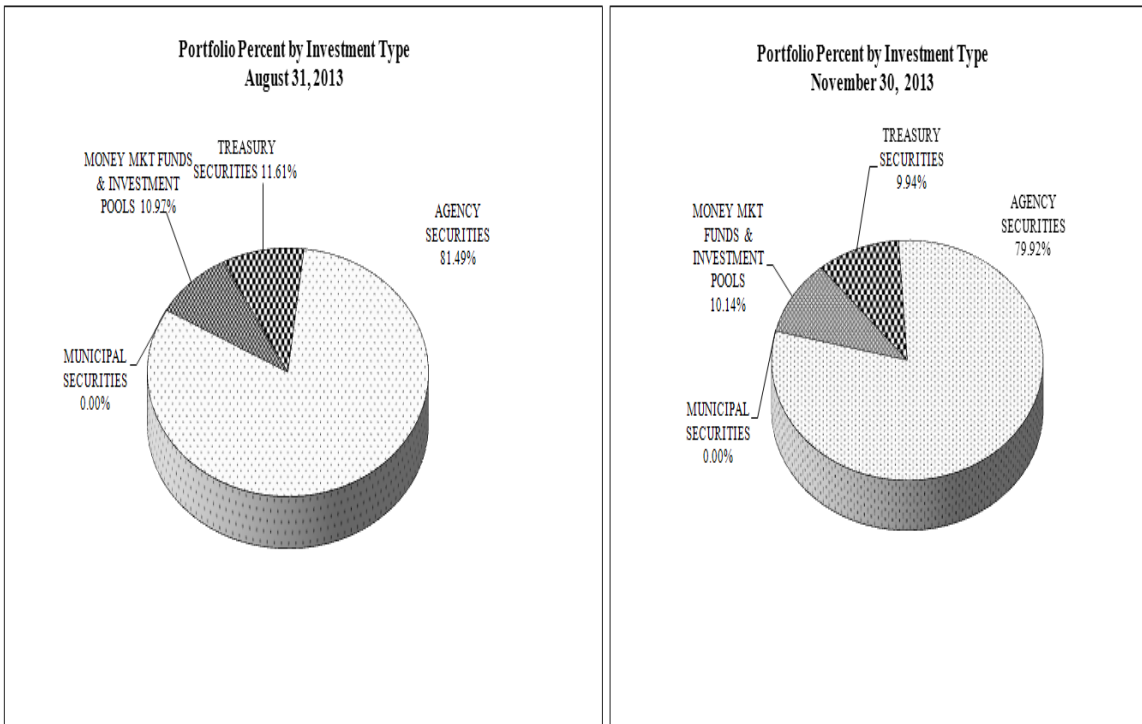 Portfolio Percent by Investment Type
August 31, 2013
TREASURY
SECURITIES 11.61%
MONEY MKT FUNDS
& INVESTMENT
POOLS 10.97%
AGENCY
SECURITIES
81.49%
MUNICIPAL
SECURITIES
0.00%
Portfolio Percent by Investment Type
November 30, 2013
TREASURY
SECURITIES
9.94%
MONEY MKT
FUNDS &
INVESTMENT
POOLS
10.14%
AGENCY
SECURITIES
79.92%
MUNICIPAL
SECURITIES
0.00%